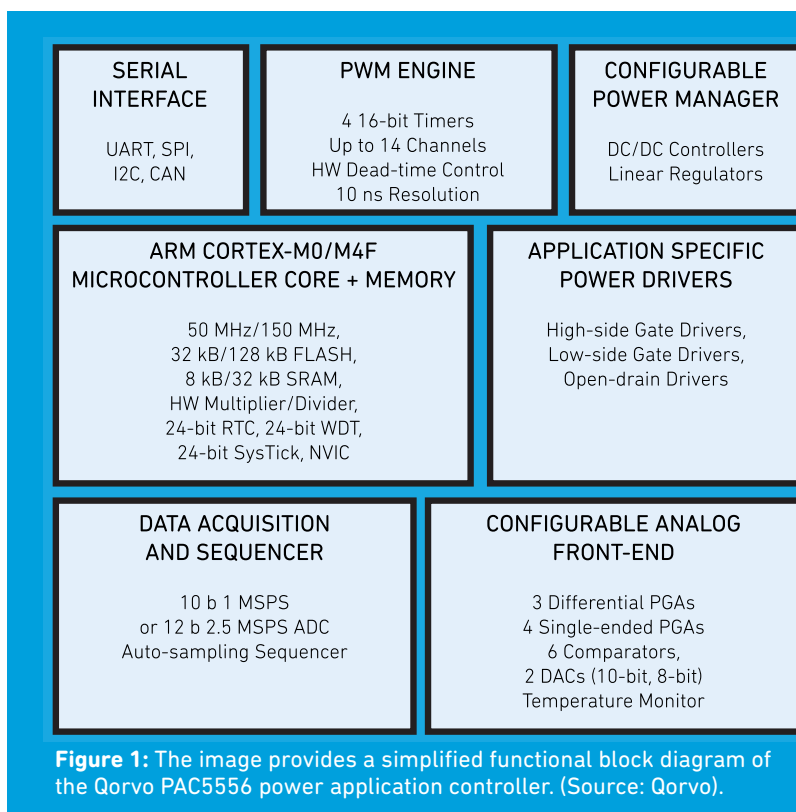 SERIAL
INTERFACE
UART, SPI,
I2C, CAN
PWM ENGINE
4 16-bit Timers
Up to 14 Channels
HW Dead-time Control
10 ns Resolution
CONFIGURABLE
POWER MANAGER
DC/DC Controllers
Linear Regulators
ARM CORTEX-M0/M4F
MICROCONTROLLER CORE + MEMORY
50 MHz/150 MHz,
32 kB/128 kB FLASH,
8 kB/32 kB SRAM,
HW Multiplier/Divider,
24-bit RTC, 24-bit WDT,
24-bit SysTick, NVIC
APPLICATION SPECIFIC
POWER DRIVERS
High-side Gate Drivers,
Low-side Gate Drivers,
Open-drain Drivers
DATA ACQUISITION
AND SEQUENCER
10 b 1 MSPS
or 12 b 2.5 MSPS ADC
Auto-sampling Sequencer
CONFIGURABLE ANALOG
FRONT-END
3 Differential PGAs
4 Single-ended PGAs
6 Comparators,
2 DACs (10-bit, 8-bit)
Temperature Monitor
Figure 1: The image provides a simplified functional block diagram of
the Qorvo PAC5556 power application controller. (Source: Qorvo).